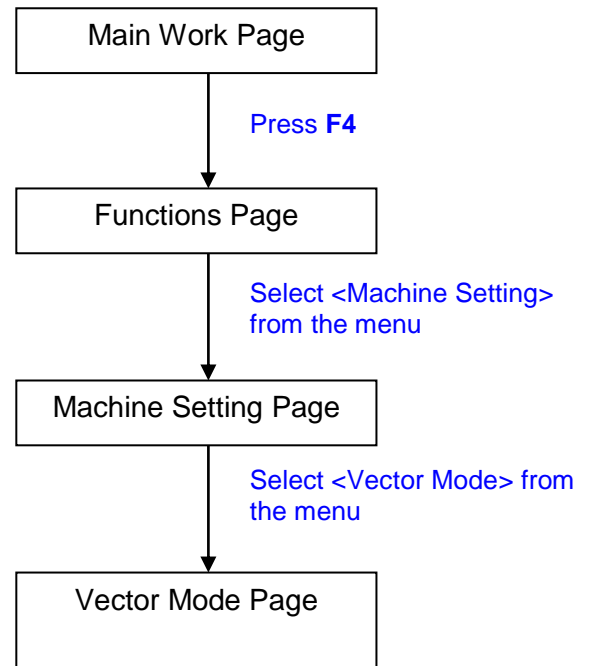 Main Work Page
Press F4
Functions Page
Select <Machine Setting>
from the menu
Machine Setting Page
Select <Vector Mode> from
the menu
Vector Mode Page